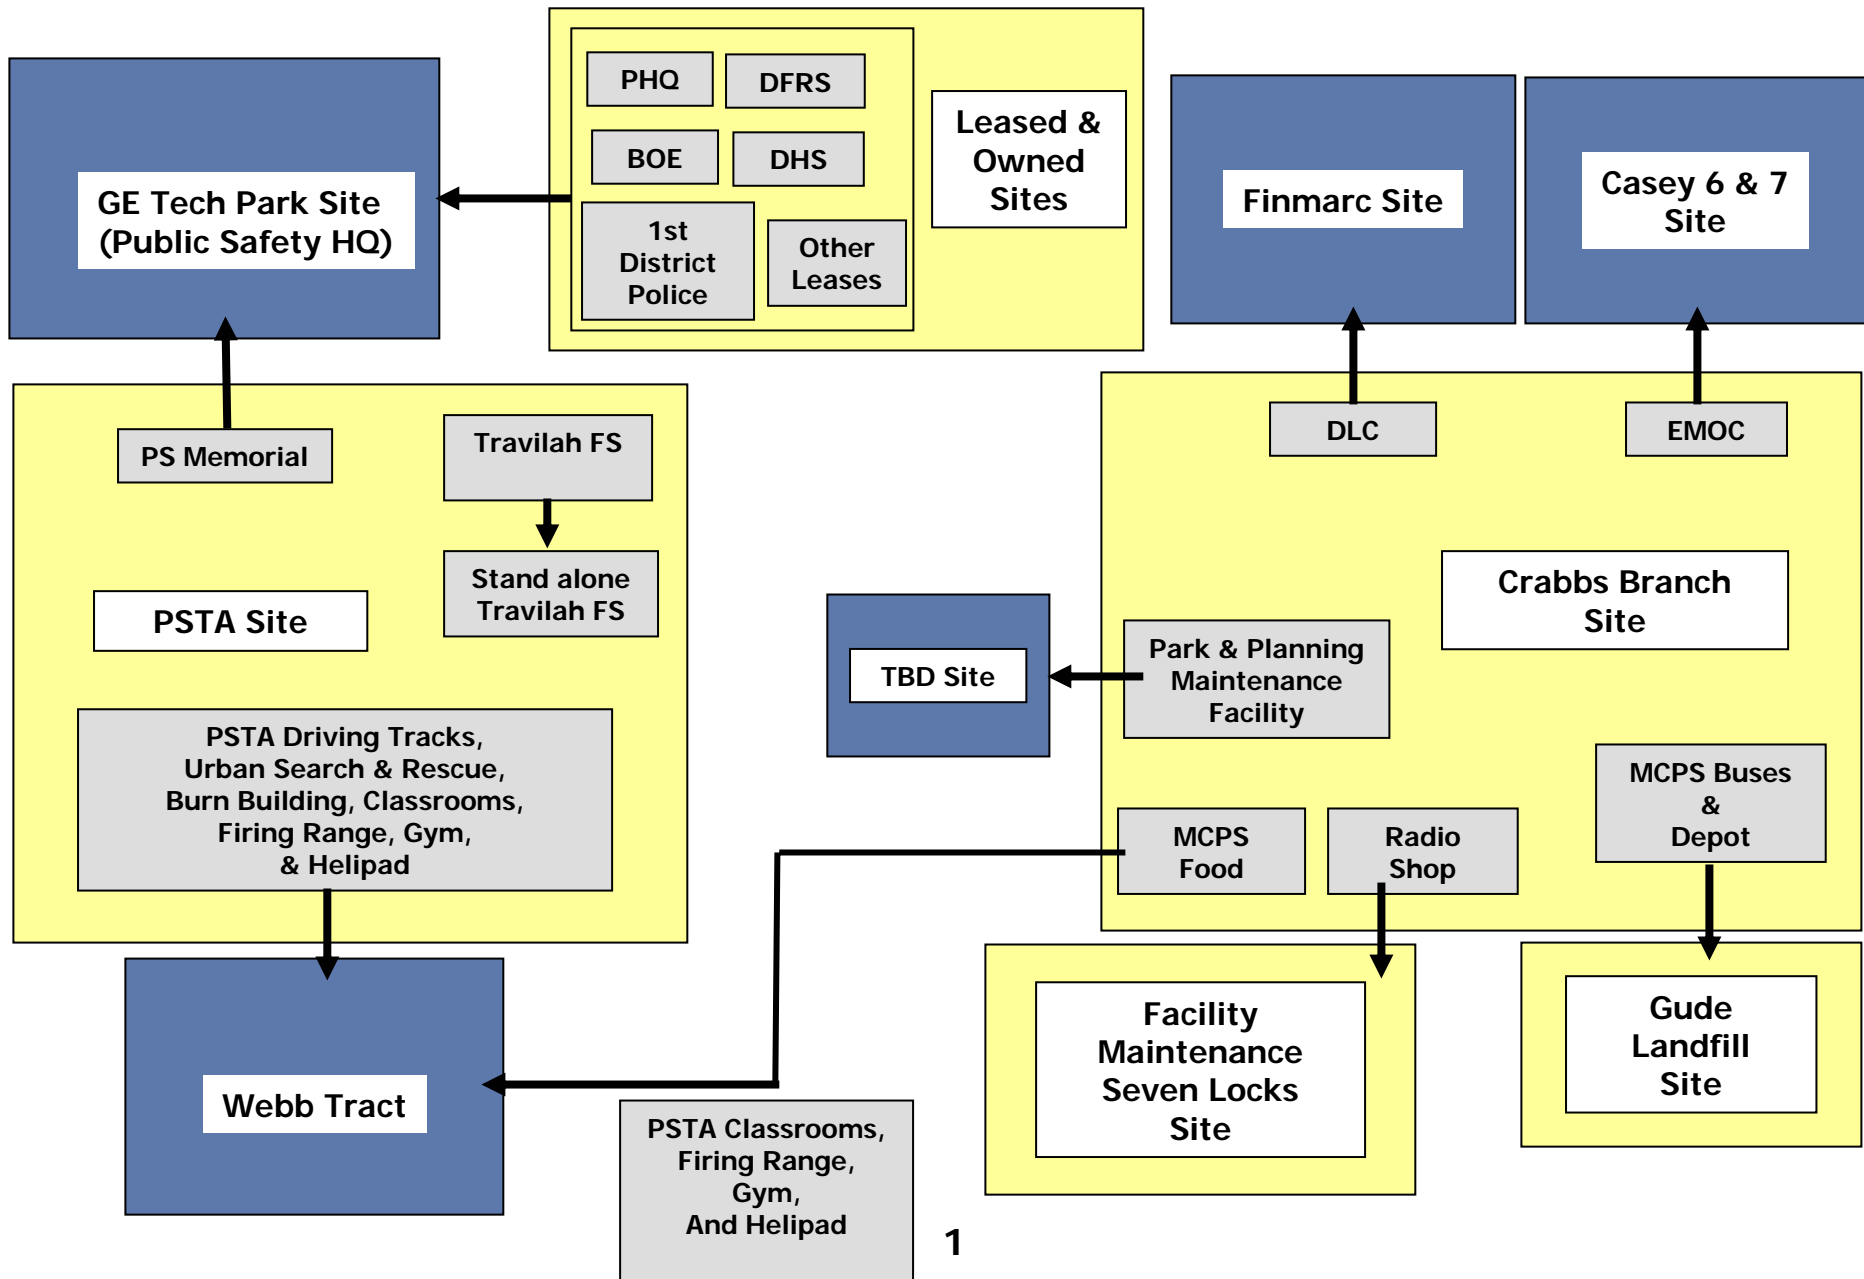 PHQ
DFRS
BOE
DHS
1st
District
Police
Other
Leases
Leased &
Owned
Sites
GE Tech Park Site
(Public Safety HQ)
Finmarc Site
Casey 6 & 7
Site
PS Memorial
Travilah FS
Stand alone
Travilah FS
PSTA Site
PSTA Driving Tracks,
Urban Search & Rescue,
Burn Building, Classrooms,
Firing Range, Gym,
& Helipad
DLC
EMOC
Crabbs Branch
Site
TBD Site
Park & Planning
Maintenance
Facility
MCPS
Food
Radio
Shop
MCPS Buses
&
Depot
Webb Tract
PSTA Classrooms,
Firing Range,
Gym,
And Helipad
Facility
Maintenance
Seven Locks
Site
Gude
Landfill
Site
1